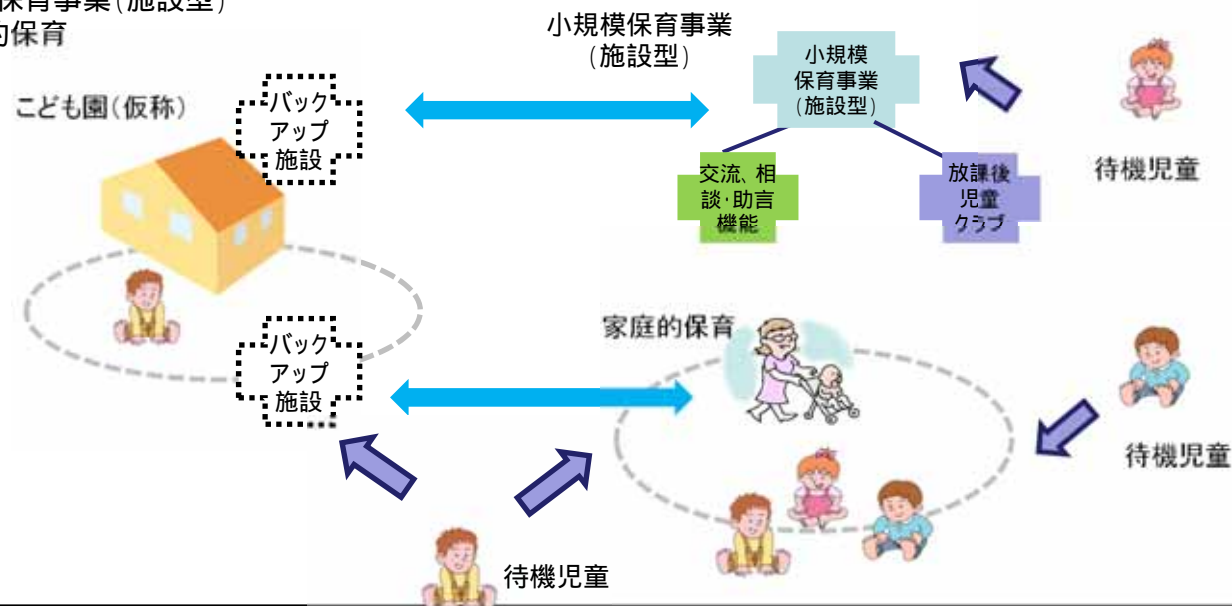 保育事業(施設型)
的保育
小規模保育事業
(施設型)
小規模
保育事業
(施設型)
こども園(仮称)
バック
アップ
施設
交流、相
談・助言
機能
放課後
児童
クラブ
待機児童
バック
アップ
施設
家庭的保育
待機児童
待機児童